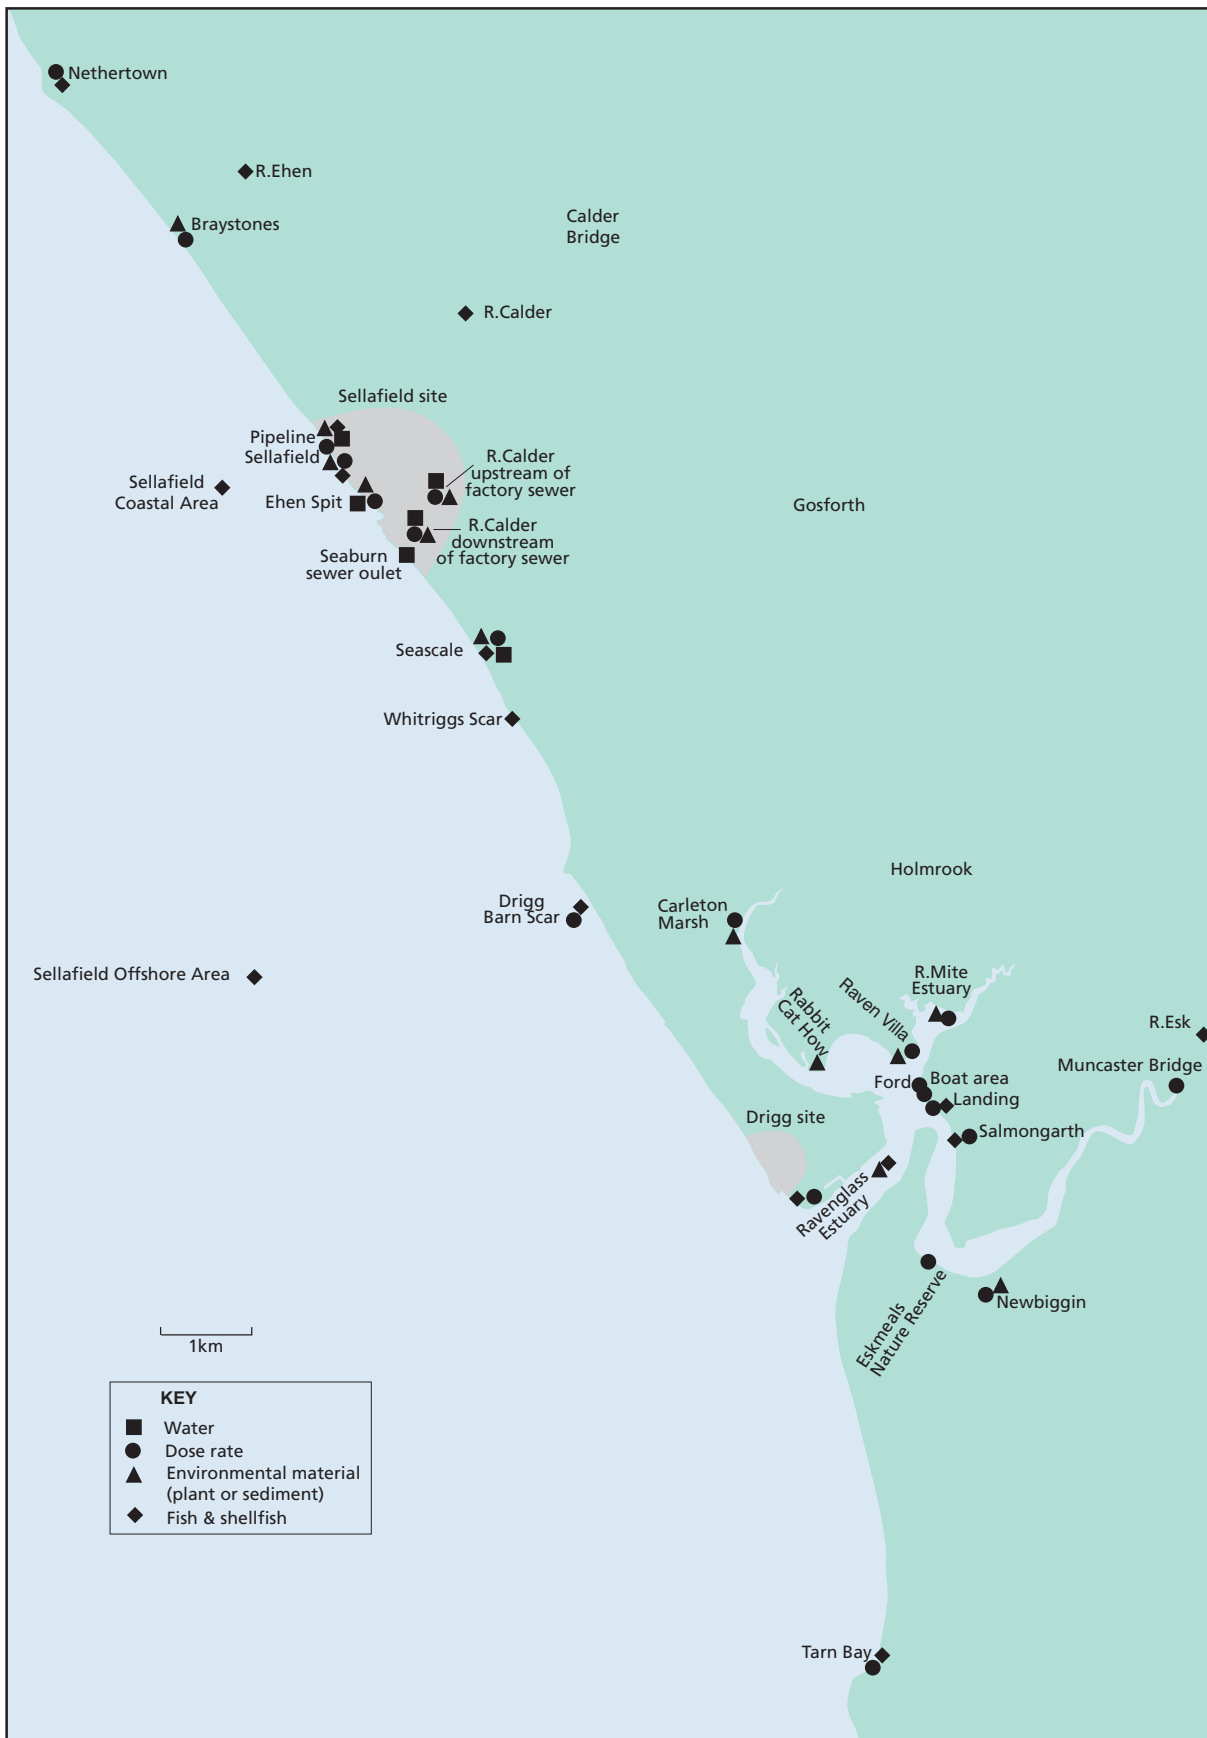 Nethertown
R.Ehen
Braystones
Calder
Bridge
R.Calder
Sellafield site
Pipeline
Sellafield
R.Calder
upstream of
factory sewer
Sellafield
Coastal Area
Ehen Spit
Gosforth
R.Calder
downstream
of factory sewer
Seaburn
sewer oulet
Seascale
Whitriggs Scar
Holmrook
Drigg
Barn Scar
Carleton
Marsh
Sellafield Offshore Area
R.Mite
Estuary
Raven Villa
Rabbit
Cat How
R.Esk
Muncaster Bridge
Ford
Boat area
Landing
Drigg site
Salmongarth
Ravenglass
Estuary
Newbiggin
Eskmeals
Nature Reserve
1km
KEY
Water
Dose rate
Environmental material
(plant or sediment)
Fish & shellfish
Tarn Bay